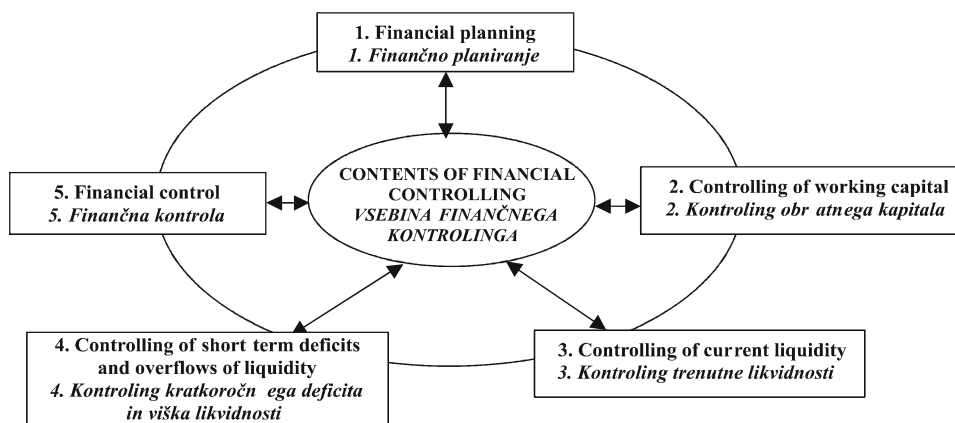 1. Financial planning
1. Finančno planiranje
CONTENTS OF FINANCIAL
CONTROLLING
VSEBINA FINANČNEGA
KONTROLINGA
2. Controlling of working capital
2. Kontroling obr atnega kapitala
3. Controlling of current liquidity
3. Kontroling trenutne likvidnosti
4. Controlling of short term deficits
and overflows of liquidity
4. Kontroling kratkoročn ega deficita
in viška likvidnosti
5. Financial control
5. Finančna kontrola